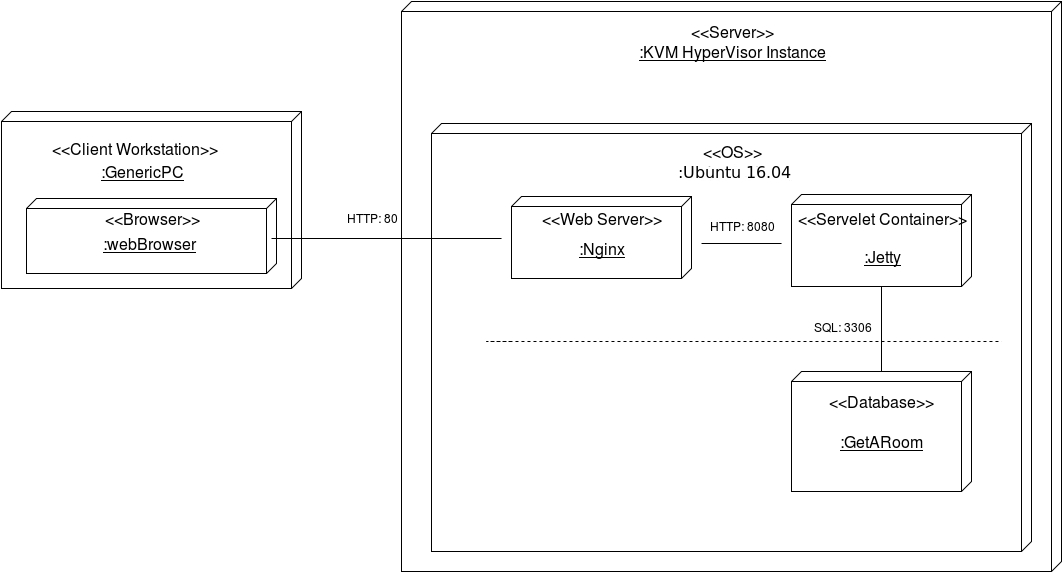 <<Server>>
:KVM HyperVisor Instance
<<Client Workstation>>
:GenericPC
<<OS>>
:Ubuntu 16.04
<<Browser>>
:webBrowser
HTTP: 80
<<Web Server>>
:Nginx
HTTP: 8080
<<Servelet Container>>
:Jetty
SQL: 3306
<<Database>>
:GetARoom